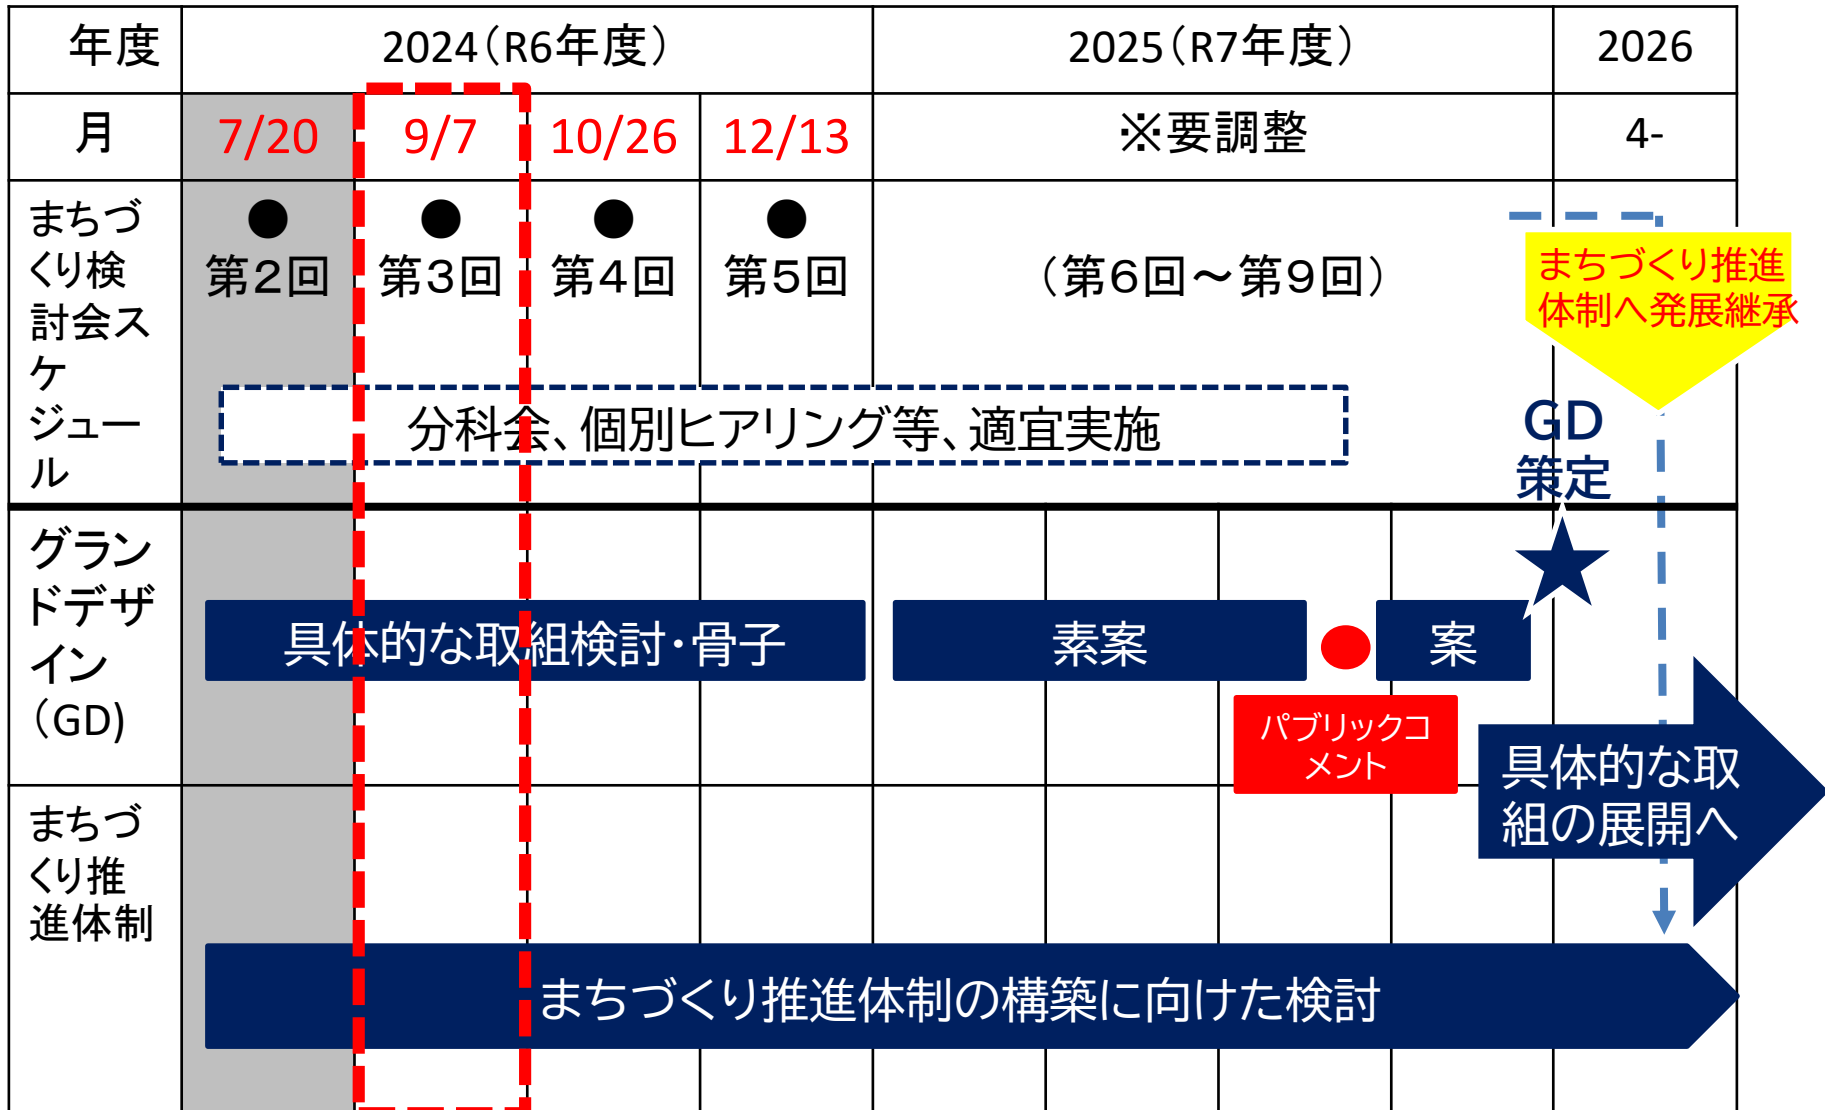 年度
2024（R6年度）
2025（R7年度）
2026
月
7/20
9/7
10/26
12/13
※要調整
4-
まちづ
くり検
討会ス
ケ
ジュー
ル
第2回
第3回
第4回
第5回
（第6回～第9回）
まちづくり推進
体制へ発展継承
分科会、個別ヒアリング等、適宜実施
GD
策定
グラン
ドデザ
イン
（GD)
具体的な取組検討・骨子
素案
案
パブリックコ
メント
具体的な取
組の展開へ
まちづ
くり推
進体制
まちづくり推進体制の構築に向けた検討